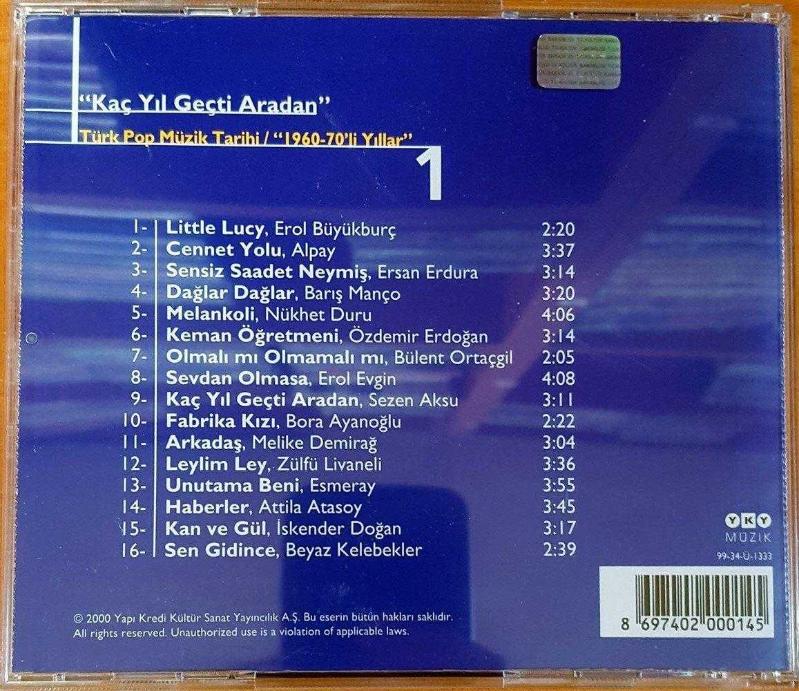 "Kaç Yıl Geçti Aradan"
Türk Pop Müzik Tarihi / "1960-70'li Yıllar"
1
1- Little Lucy, Erol Büyükburç 2:20
2- Cennet Yolu, Alpay 3:37
3- Sensiz Saadet Neymiş, Ersan Erdura 3:14
4- Dağlar Dağlar, Barış Manço 3:20
5- Melankoli, Nükhet Duru 4:06
6- Keman Öğretmeni, Özdemir Erdoğan 3:14
7- Olmalı mı Olmamalı mı, Bülent Ortaçgil 2:05
8- Sevdan Olmasa, Erol Evgin 4:08
9- Kaç Yıl Geçti Aradan, Sezen Aksu 3:11
10- Fabrika Kızı, Bora Ayanoğlu 2:22
11- Arkadaş, Melike Demirağ 3:04
12- Leylim Ley, Zülfü Livaneli 3:36
13- Unutama Beni, Esmeray 3:55
14- Haberler, Attila Atasoy 3:45
15- Kan ve Gül, İskender Doğan 3:17
16- Sen Gidince, Beyaz Kelebekler 2:39
YKY
MÜZİK
99-34-Ü-1333
© 2000 Yapı Kredi Kültür Sanat Yayıncılık A.Ş. Bu eserin bütün hakları saklıdır.
All rights reserved. Unauthorized use is a violation of applicable laws.
8 697402 000145